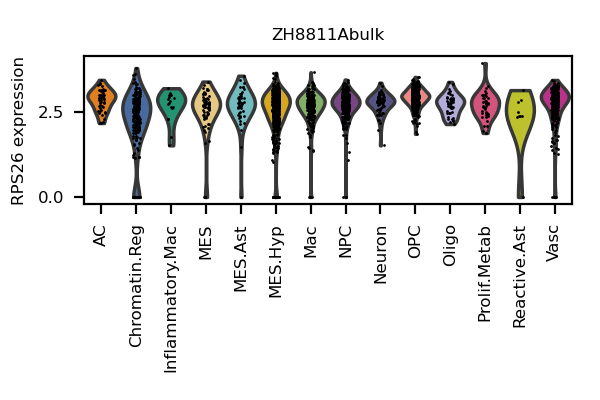 ZH8811Abulk
RPS26 expression
2.5
0.0
AC
Chromatin.Reg
Inflammatory.Mac
MES
MES.Ast
MES.Hyp
Mac
NPC
Neuron
OPC
Oligo
Prolif.Metab
Reactive.Ast
Vasc